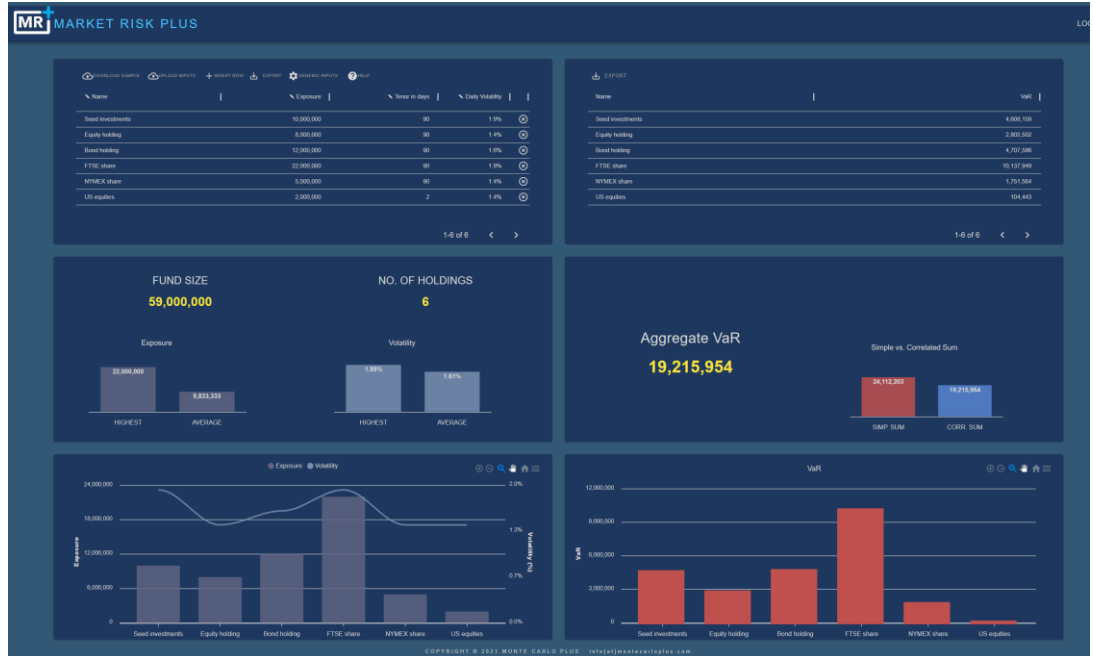 MR MARKET RISK PLUS
LOG
DOWNLOAD SAMPLE UPLOAD INPUTS INSERT ROW EXPORT GENERIC INPUTS HELP
Name Exposure Tenor in days Daily Volatility
Seed investments 10,000,000 90 1.9%
Equity holding 8,000,000 90 1.4%
Bond holding 12,000,000 90 1.6%
FTSE share 22,000,000 90 1.9%
NYMEX share 5,000,000 90 1.4%
US equities 2,000,000 2 1.4%
1-6 of 6
EXPORT
Name VaR
Seed investments 4,608,159
Equity holding 2,802,502
Bond holding 4,707,586
FTSE share 10,137,949
NYMEX share 1,751,564
US equities 104,443
1-6 of 6
FUND SIZE
59,000,000
NO. OF HOLDINGS
6
Exposure
22,000,000
9,833,333
HIGHEST AVERAGE
Volatility
1.89%
1.61%
HIGHEST AVERAGE
Aggregate VaR
19,215,954
Simple vs. Correlated Sum
24,112,203
19,215,954
SIMP. SUM CORR. SUM
Exposure Volatility
24,000,000
18,000,000
12,000,000
6,000,000
0
Exposure
2.0%
1.3%
0.7%
0.0%
Volatility (%)
Seed investments Equity holding Bond holding FTSE share NYMEX share US equities
VaR
12,000,000
9,000,000
6,000,000
3,000,000
0
VaR
Seed investments Equity holding Bond holding FTSE share NYMEX share US equities
COPYRIGHT © 2021 MONTE CARLO PLUS info[at]montecarloplus.com